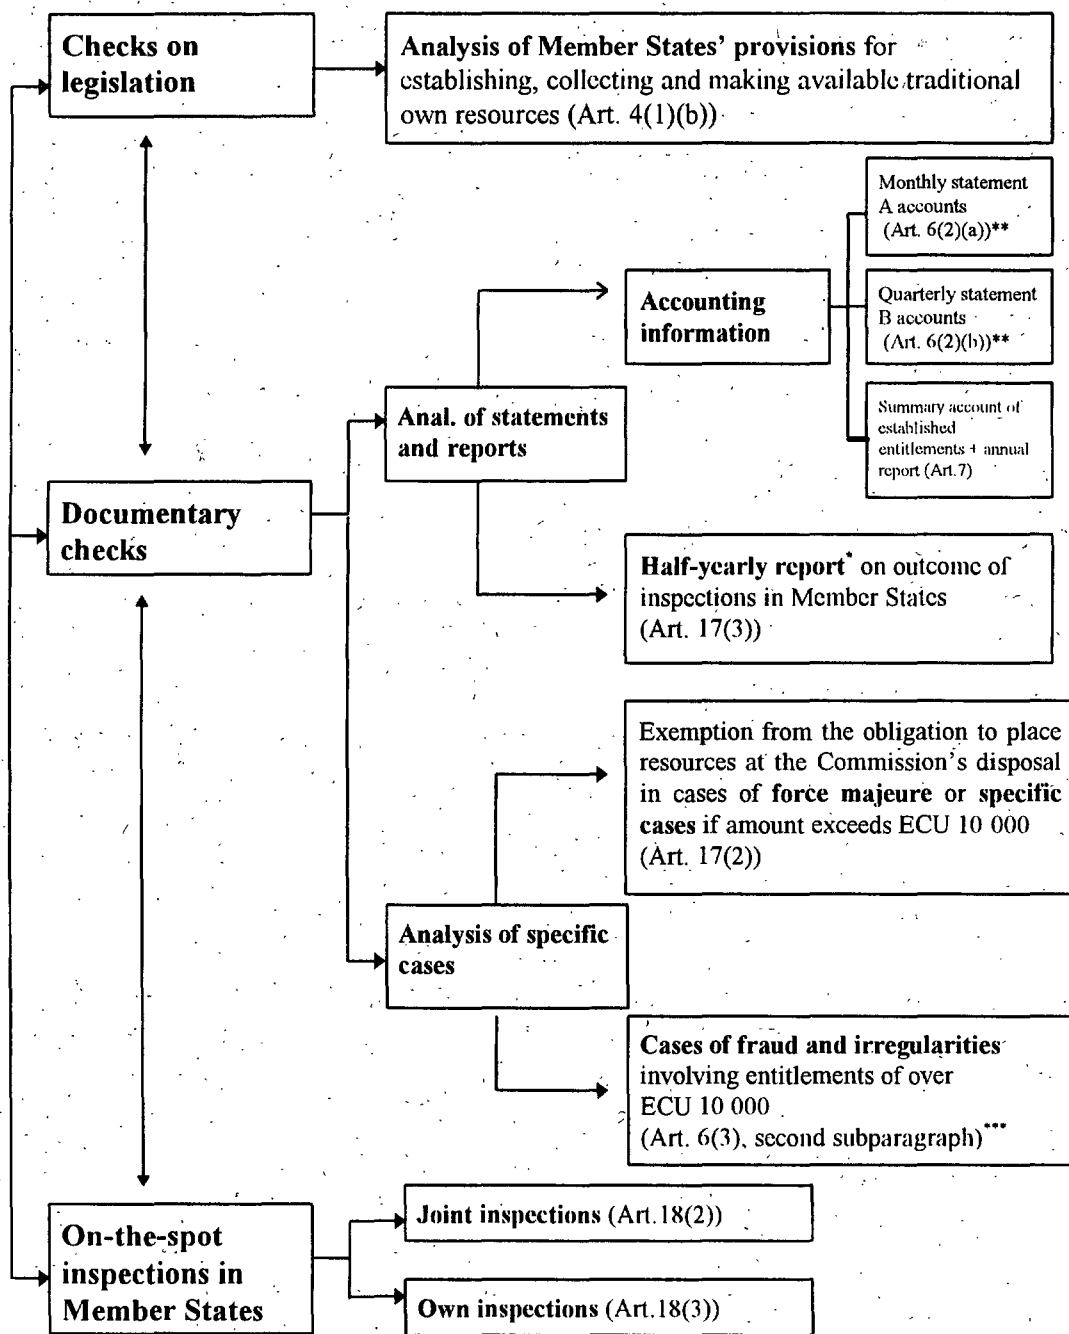 Checks on
legislation
Analysis of Member States' provisions for
establishing, collecting and making available traditional
own resources (Art. 4(1)(b))
Monthly statement
A accounts
(Art. 6(2)(a))**
Accounting
information
Quarterly statement
B accounts
(Art. 6(2)(b))**
Anal. of statements
and reports
Summary account of
established
entitlements + annual
report (Art.7)
Documentary
checks
Half-yearly report* on outcome of
inspections in Member States
(Art. 17(3))
Exemption from the obligation to place
resources at the Commission's disposal
in cases of force majeure or specific
cases if amount exceeds ECU 10 000
(Art. 17(2))
Analysis of specific
cases
Cases of fraud and irregularities
involving entitlements of over
ECU 10 000
(Art. 6(3), second subparagraph)***
On-the-spot
inspections in
Member States
Joint inspections (Art.18(2))
Own inspections (Art.18(3))